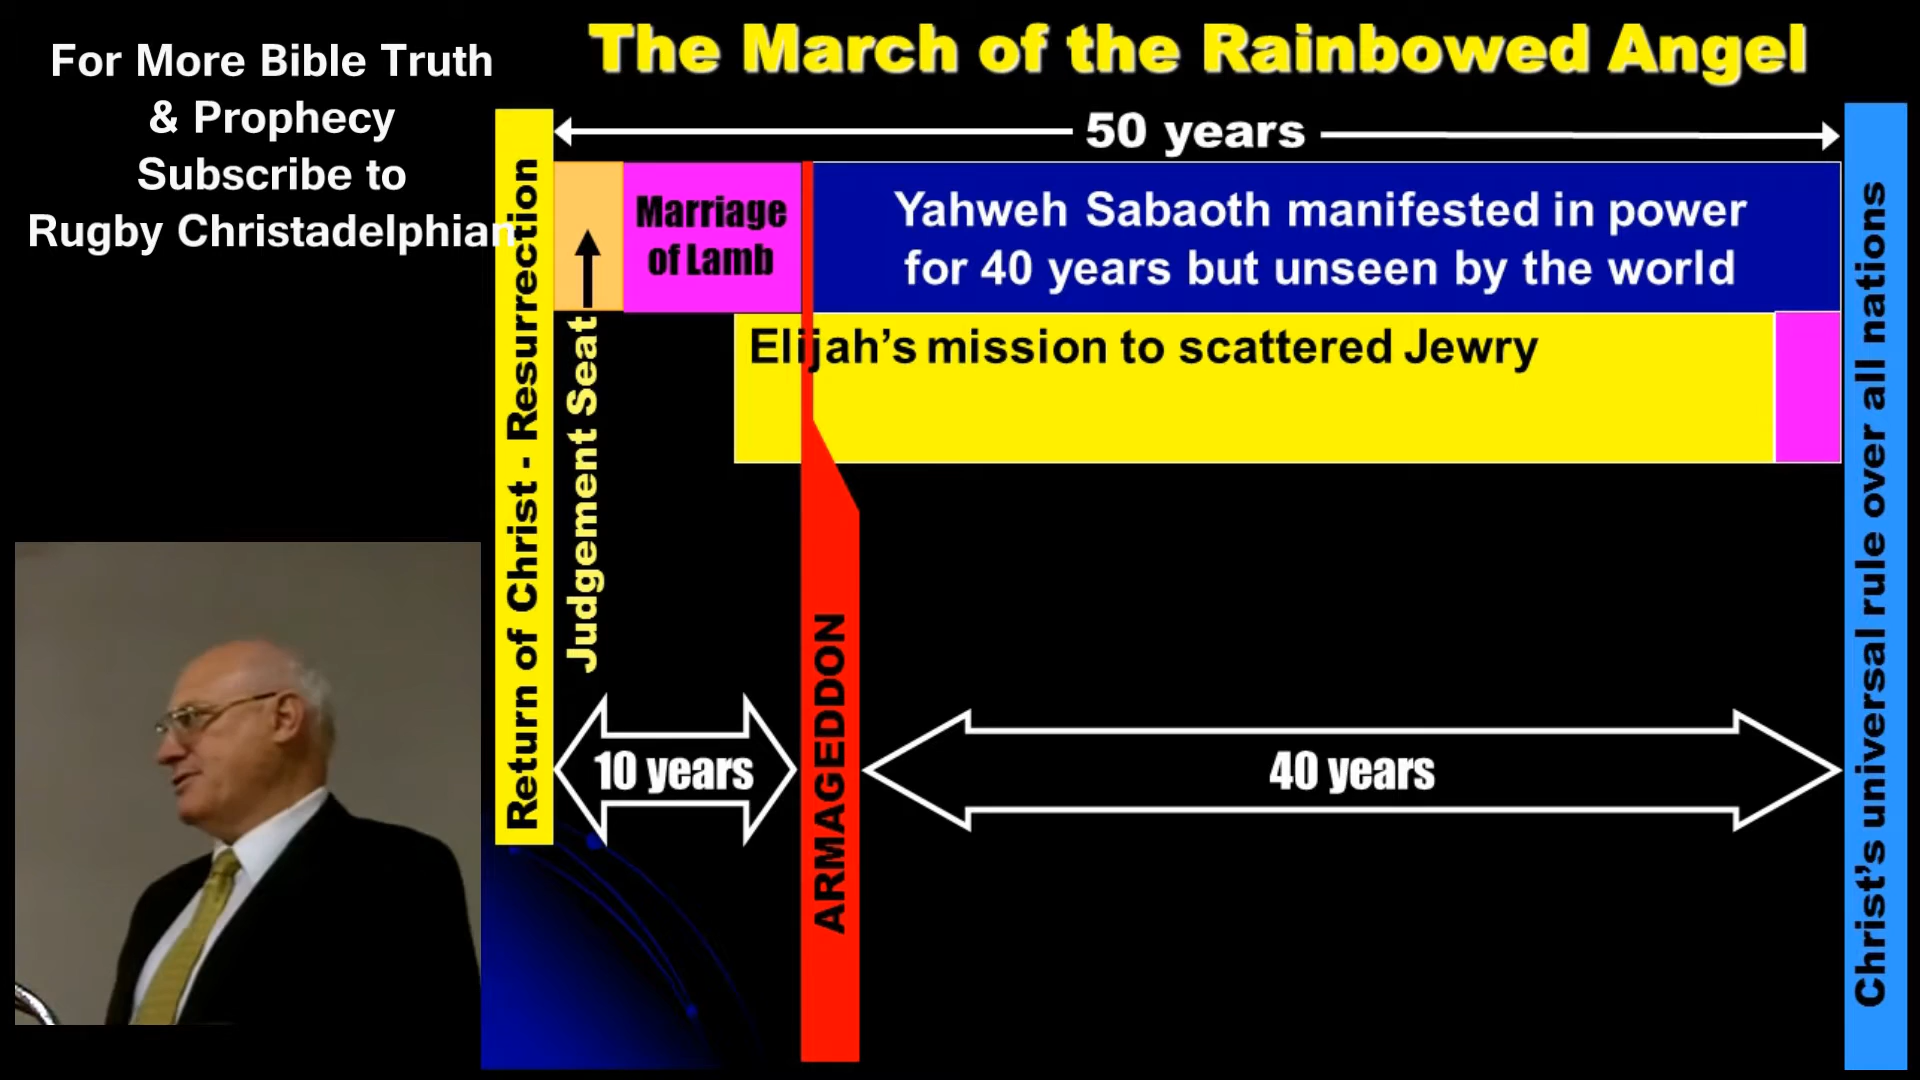 For More Bible Truth
& Prophecy
Subscribe to
Rugby Christadelphian
The March of the Rainbowed Angel
50 years
Return of Christ - Resurrection
Judgement Seat
Marriage
of Lamb
Yahweh Sabaoth manifested in power
for 40 years but unseen by the world
Elijah's mission to scattered Jewry
10 years
ARMAGEDDON
40 years
Christ's universal rule over all nations